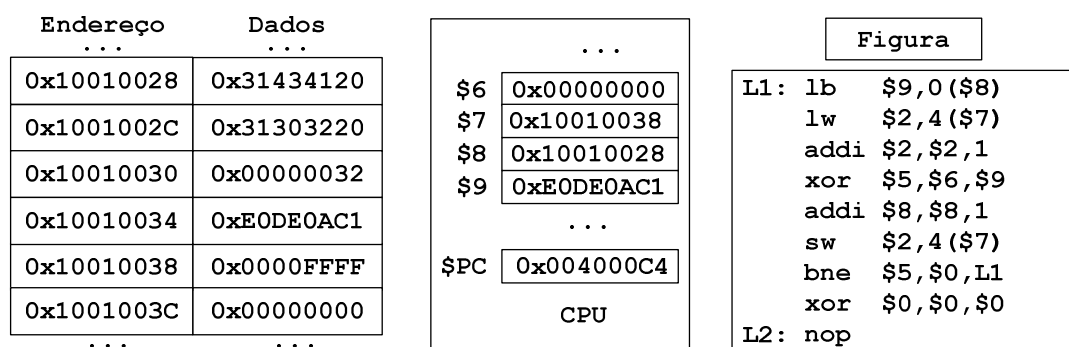 Endereço Dados
... ...
0x10010028 0x31434120
0x1001002C 0x31303220
0x10010030 0x00000032
0x10010034 0xE0DE0AC1
0x10010038 0x0000FFFF
0x1001003C 0x00000000
... ...
...
$6 0x00000000
$7 0x10010038
$8 0x10010028
$9 0xE0DE0AC1
...
$PC 0x004000C4
CPU
Figura
L1: lb $9,0($8)
lw $2,4($7)
addi $2,$2,1
xor $5,$6,$9
addi $8,$8,1
sw $2,4($7)
bne $5,$0,L1
xor $0,$0,$0
L2: nop